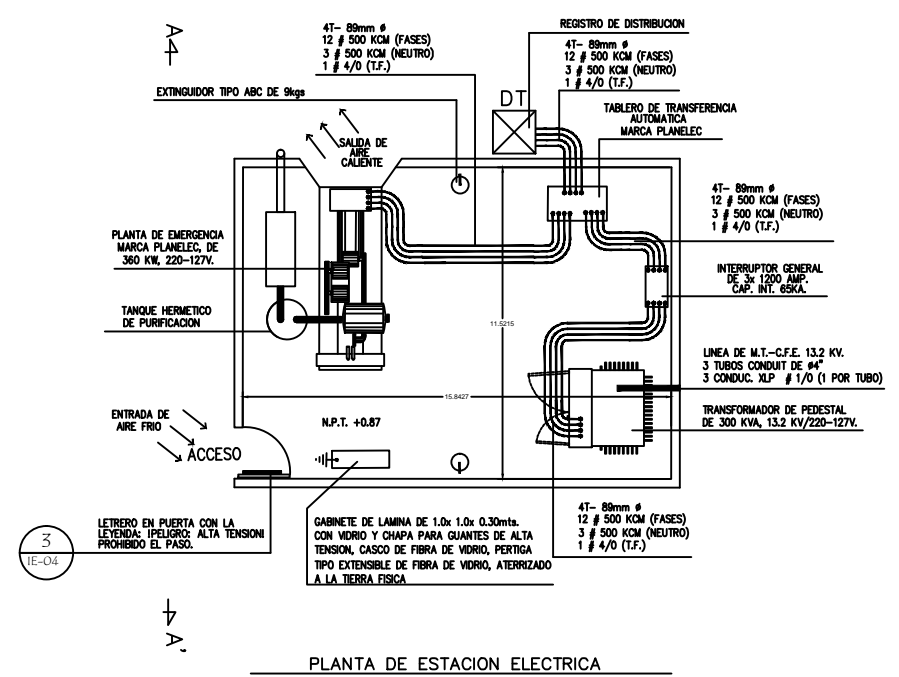 A
4T- 89mm ø
12 # 500 KCM (FASES)
3 # 500 KCM (NEUTRO)
1 # 4/0 (T.F.)
REGISTRO DE DISTRIBUCION
4T- 89mm ø
12 # 500 KCM (FASES)
3 # 500 KCM (NEUTRO)
1 # 4/0 (T.F.)
EXTINGUIDOR TIPO ABC DE 9kgs
DT
TABLERO DE TRANSFERENCIA
AUTOMATICA
MARCA PLANELEC
SALIDA DE
AIRE
CALIENTE
4T- 89mm ø
12 # 500 KCM (FASES)
3 # 500 KCM (NEUTRO)
1 # 4/0 (T.F.)
PLANTA DE EMERGENCIA
MARCA PLANELEC, DE
360 KW, 220-127V.
INTERRUPTOR GENERAL
DE 3x 1200 AMP.
CAP. INT. 65KA.
TANQUE HERMETICO
DE PURIFICACION
11.5215
LINEA DE M.T.-C.F.E. 13.2 KV.
3 TUBOS CONDUIT DE ø4"
3 CONDUC. XLP # 1/0 (1 POR TUBO)
15.8427
TRANSFORMADOR DE PEDESTAL
DE 300 KVA, 13.2 KV/220-127V.
ENTRADA DE
AIRE FRIO
N.P.T. +0.87
ACCESO
LETRERO EN PUERTA CON LA
LEYENDA: ¡PELIGRO: ALTA TENSION!
PROHIBIDO EL PASO.
3
IE-04
GABINETE DE LAMINA DE 1.0x 1.0x 0.30mts.
CON VIDRIO Y CHAPA PARA GUANTES DE ALTA
TENSION, CASCO DE FIBRA DE VIDRIO, PERTIGA
TIPO EXTENSIBLE DE FIBRA DE VIDRIO, ATERRIZADO
A LA TIERRA FISICA
4T- 89mm ø
12 # 500 KCM (FASES)
3 # 500 KCM (NEUTRO)
1 # 4/0 (T.F.)
A'
PLANTA DE ESTACION ELECTRICA